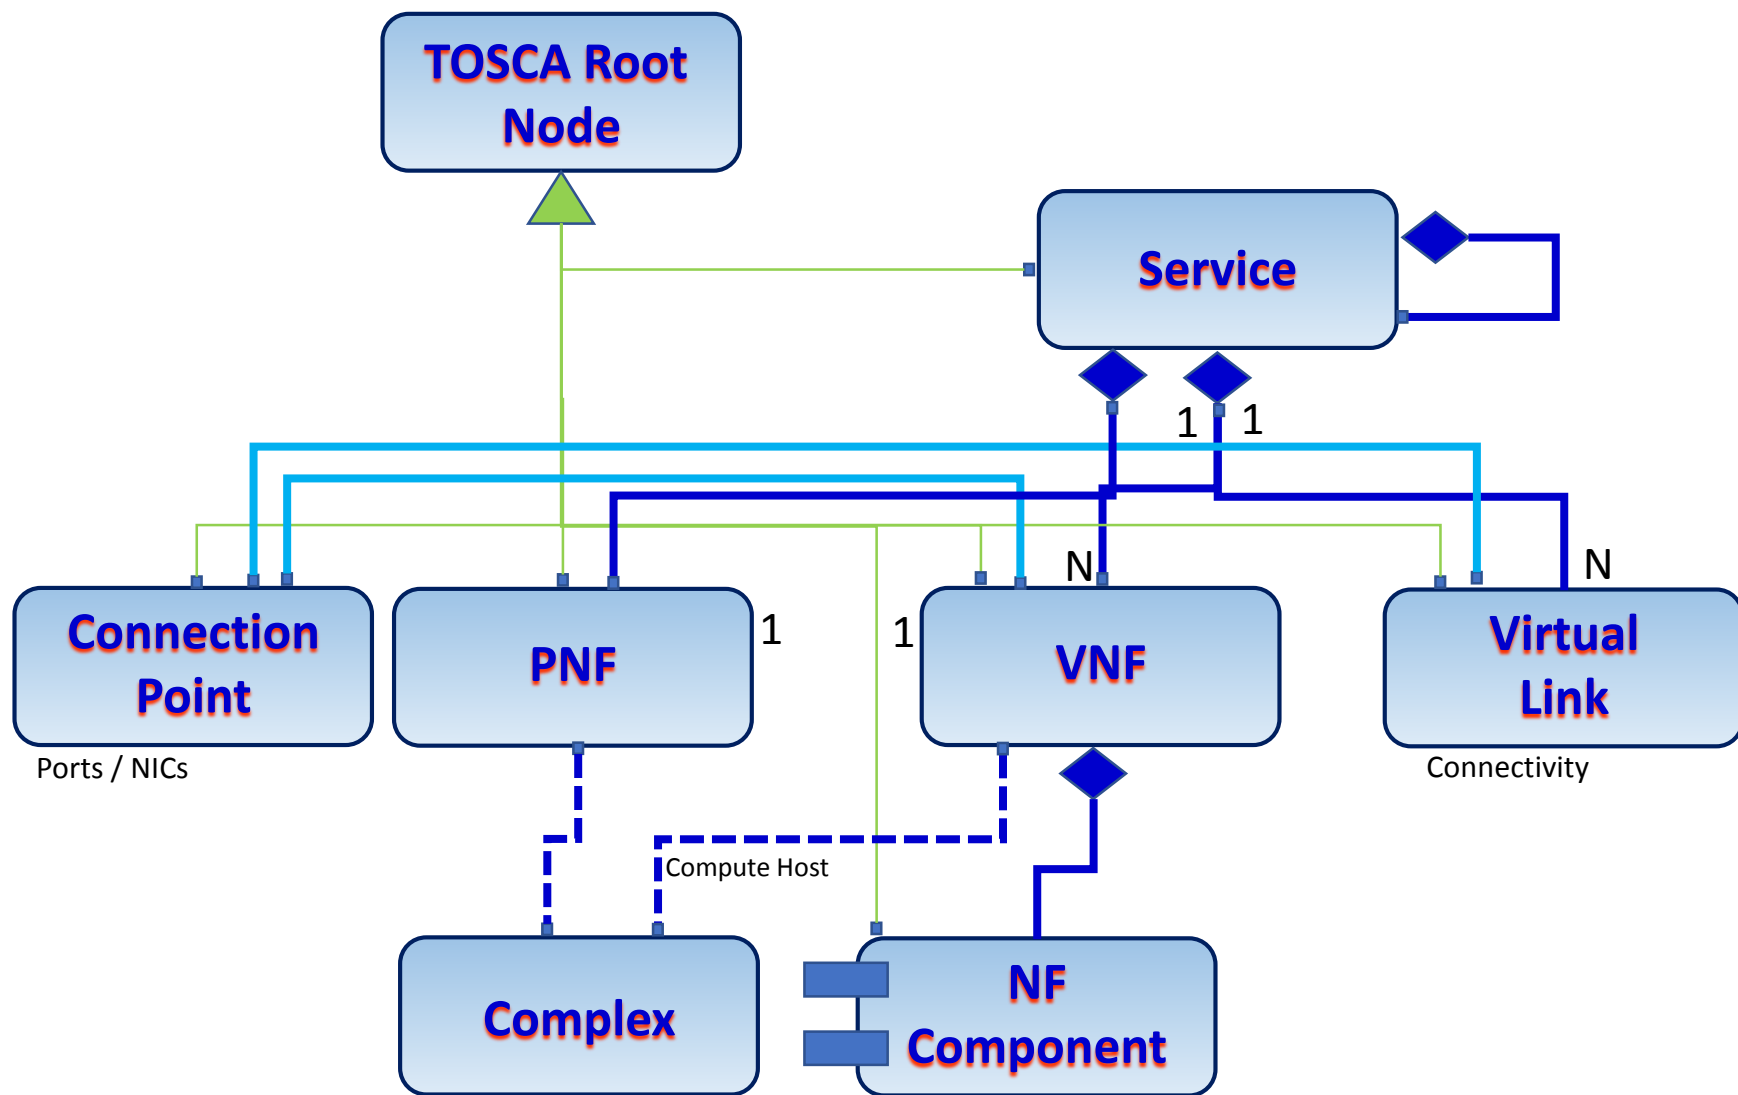 TOSCA Root
Node
Service
1 1
N
N
Connection
Point
PNF
1
1
VNF
Virtual
Link
Ports / NICs
Connectivity
Compute Host
Complex
NF
Component